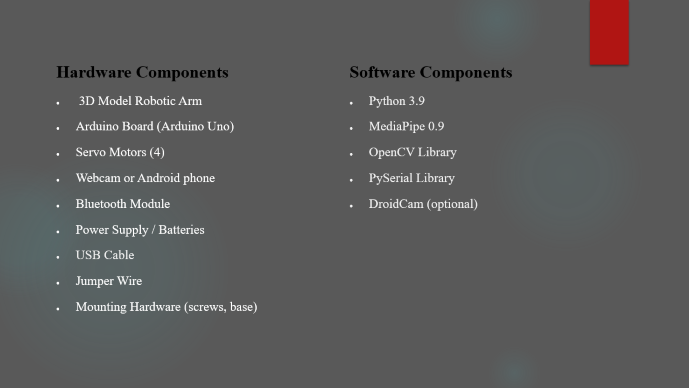 Hardware Components
• 3D Model Robotic Arm
• Arduino Board (Arduino Uno)
• Servo Motors (4)
• Webcam or Android phone
• Bluetooth Module
• Power Supply / Batteries
• USB Cable
• Jumper Wire
• Mounting Hardware (screws, base)
Software Components
• Python 3.9
• MediaPipe 0.9
• OpenCV Library
• PySerial Library
• DroidCam (optional)